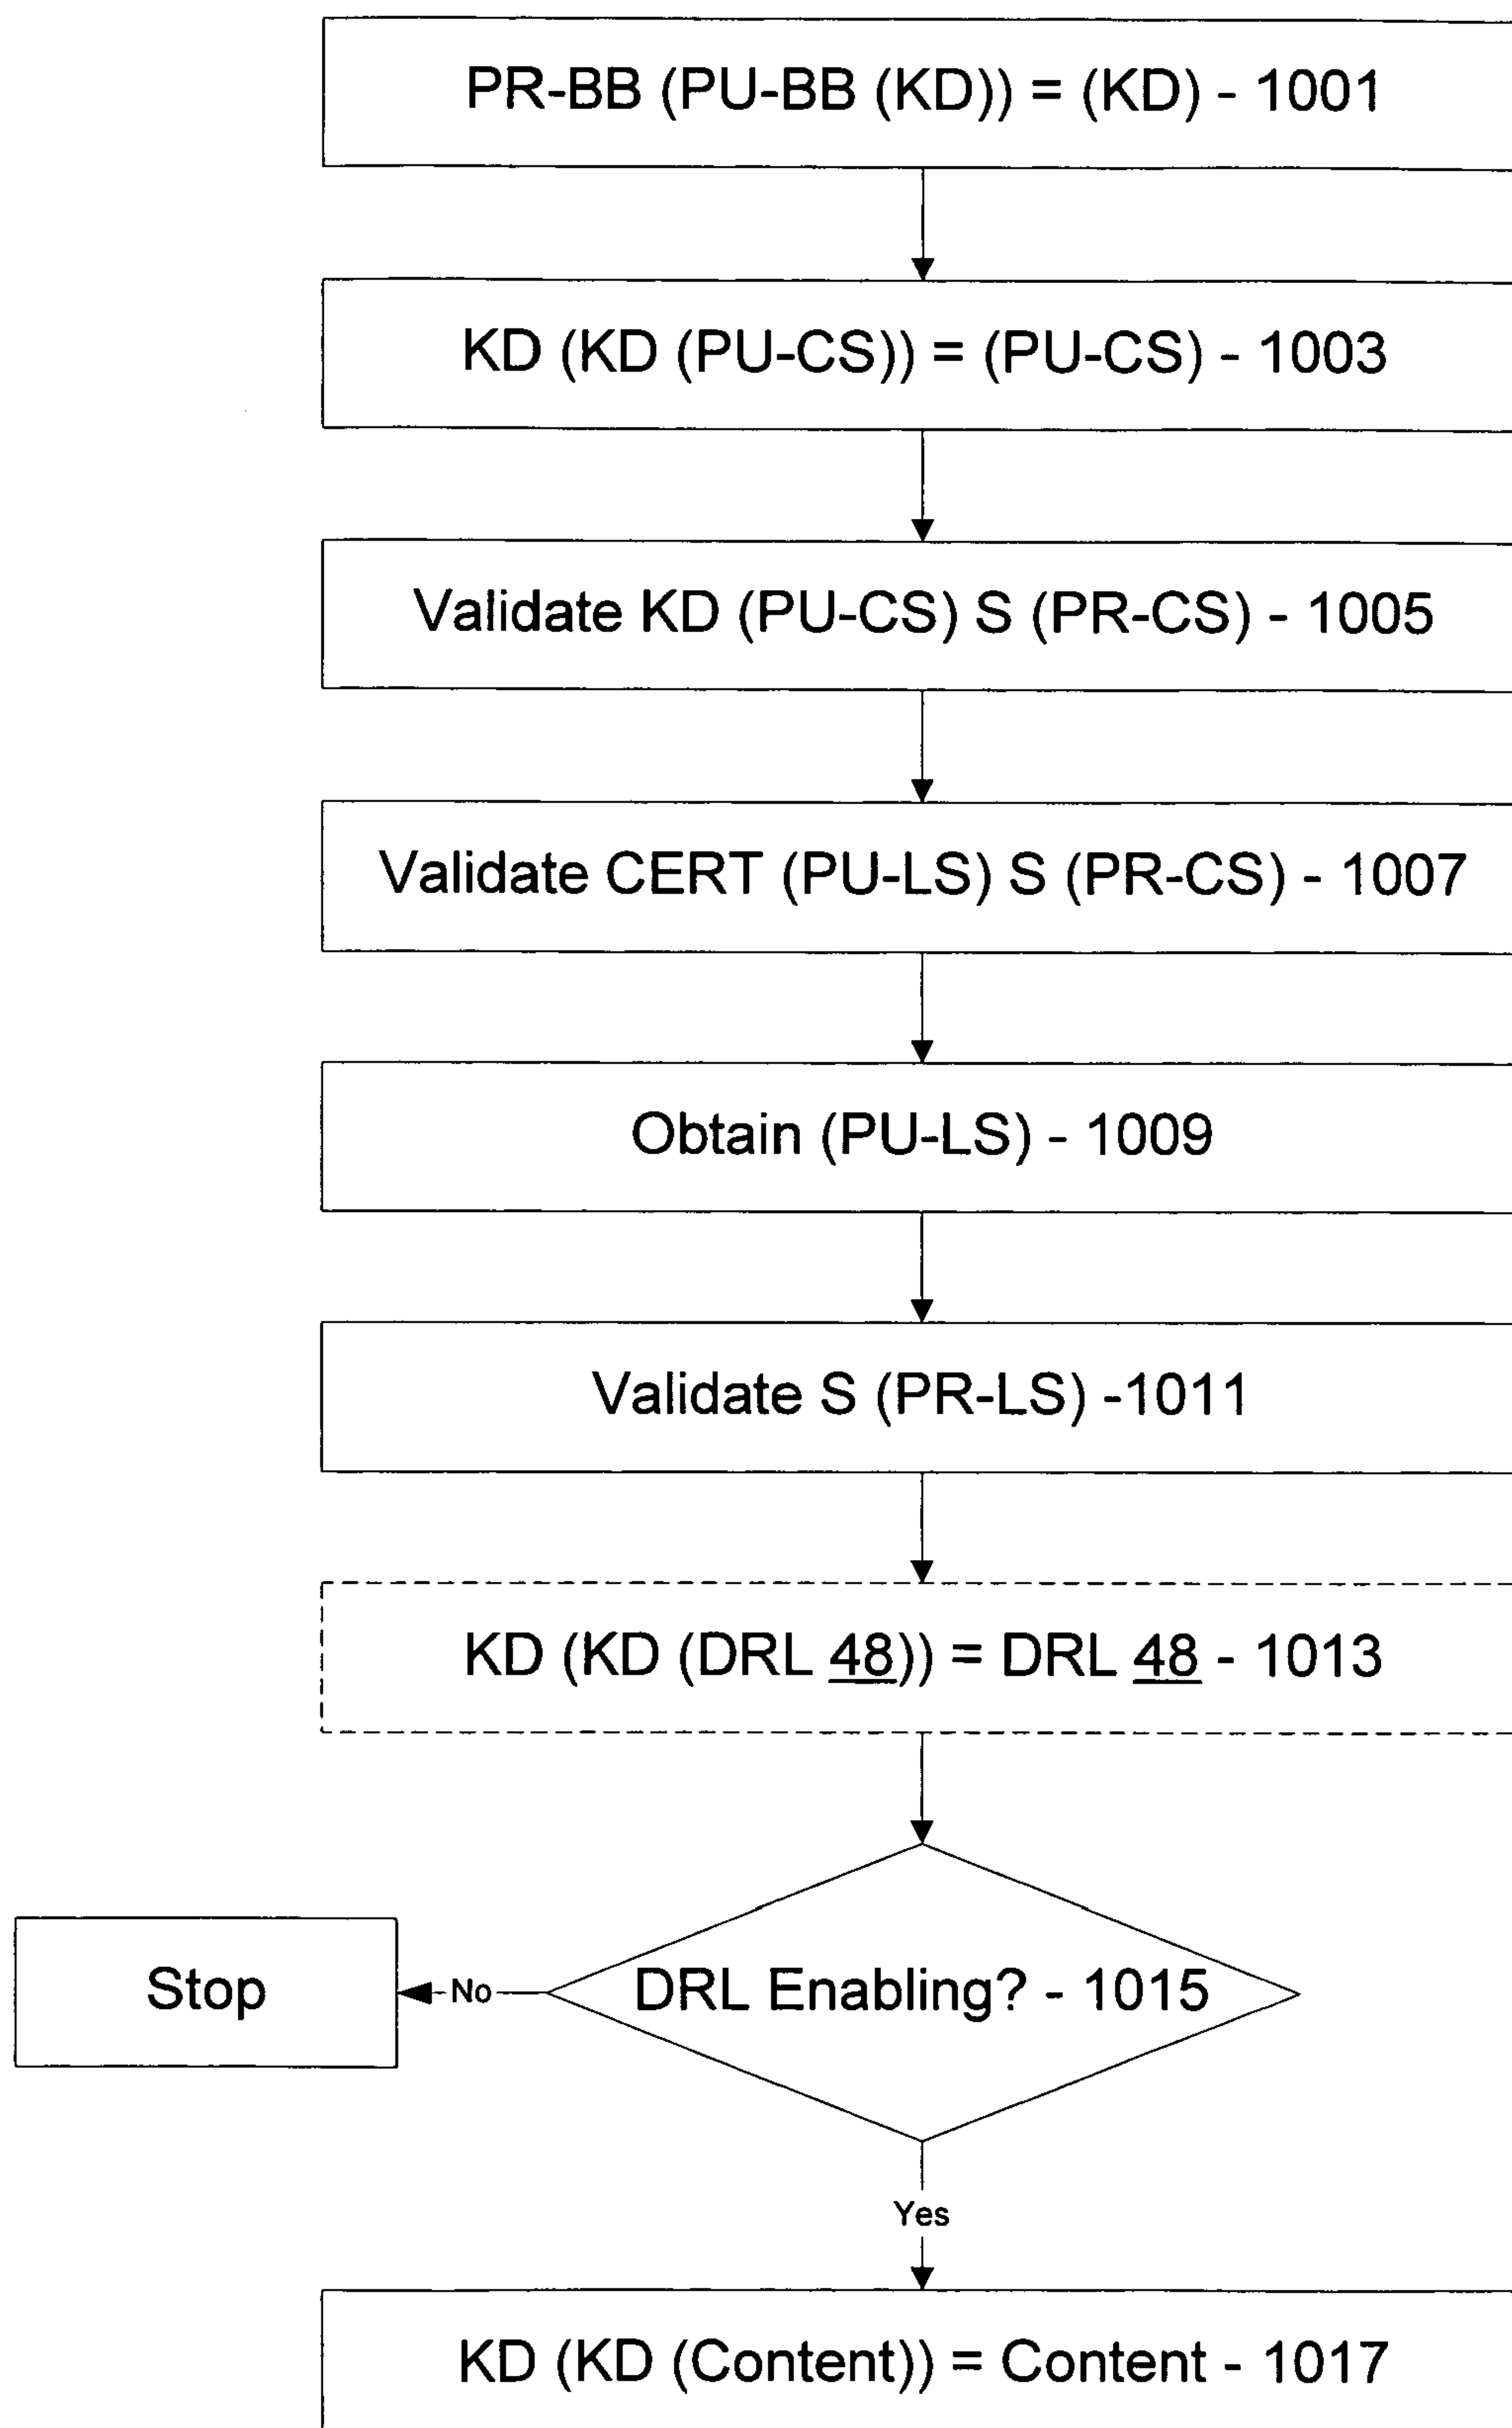 PR-BB (PU-BB (KD)) = (KD) - 1001
KD (KD (PU-CS)) = (PU-CS) - 1003
Validate KD (PU-CS) S (PR-CS) - 1005
Validate CERT (PU-LS) S (PR-CS) - 1007
Obtain (PU-LS) - 1009
Validate S (PR-LS) -1011
KD (KD (DRL 48)) = DRL 48 - 1013
DRL Enabling? - 1015
No
Stop
Yes
KD (KD (Content)) = Content - 1017